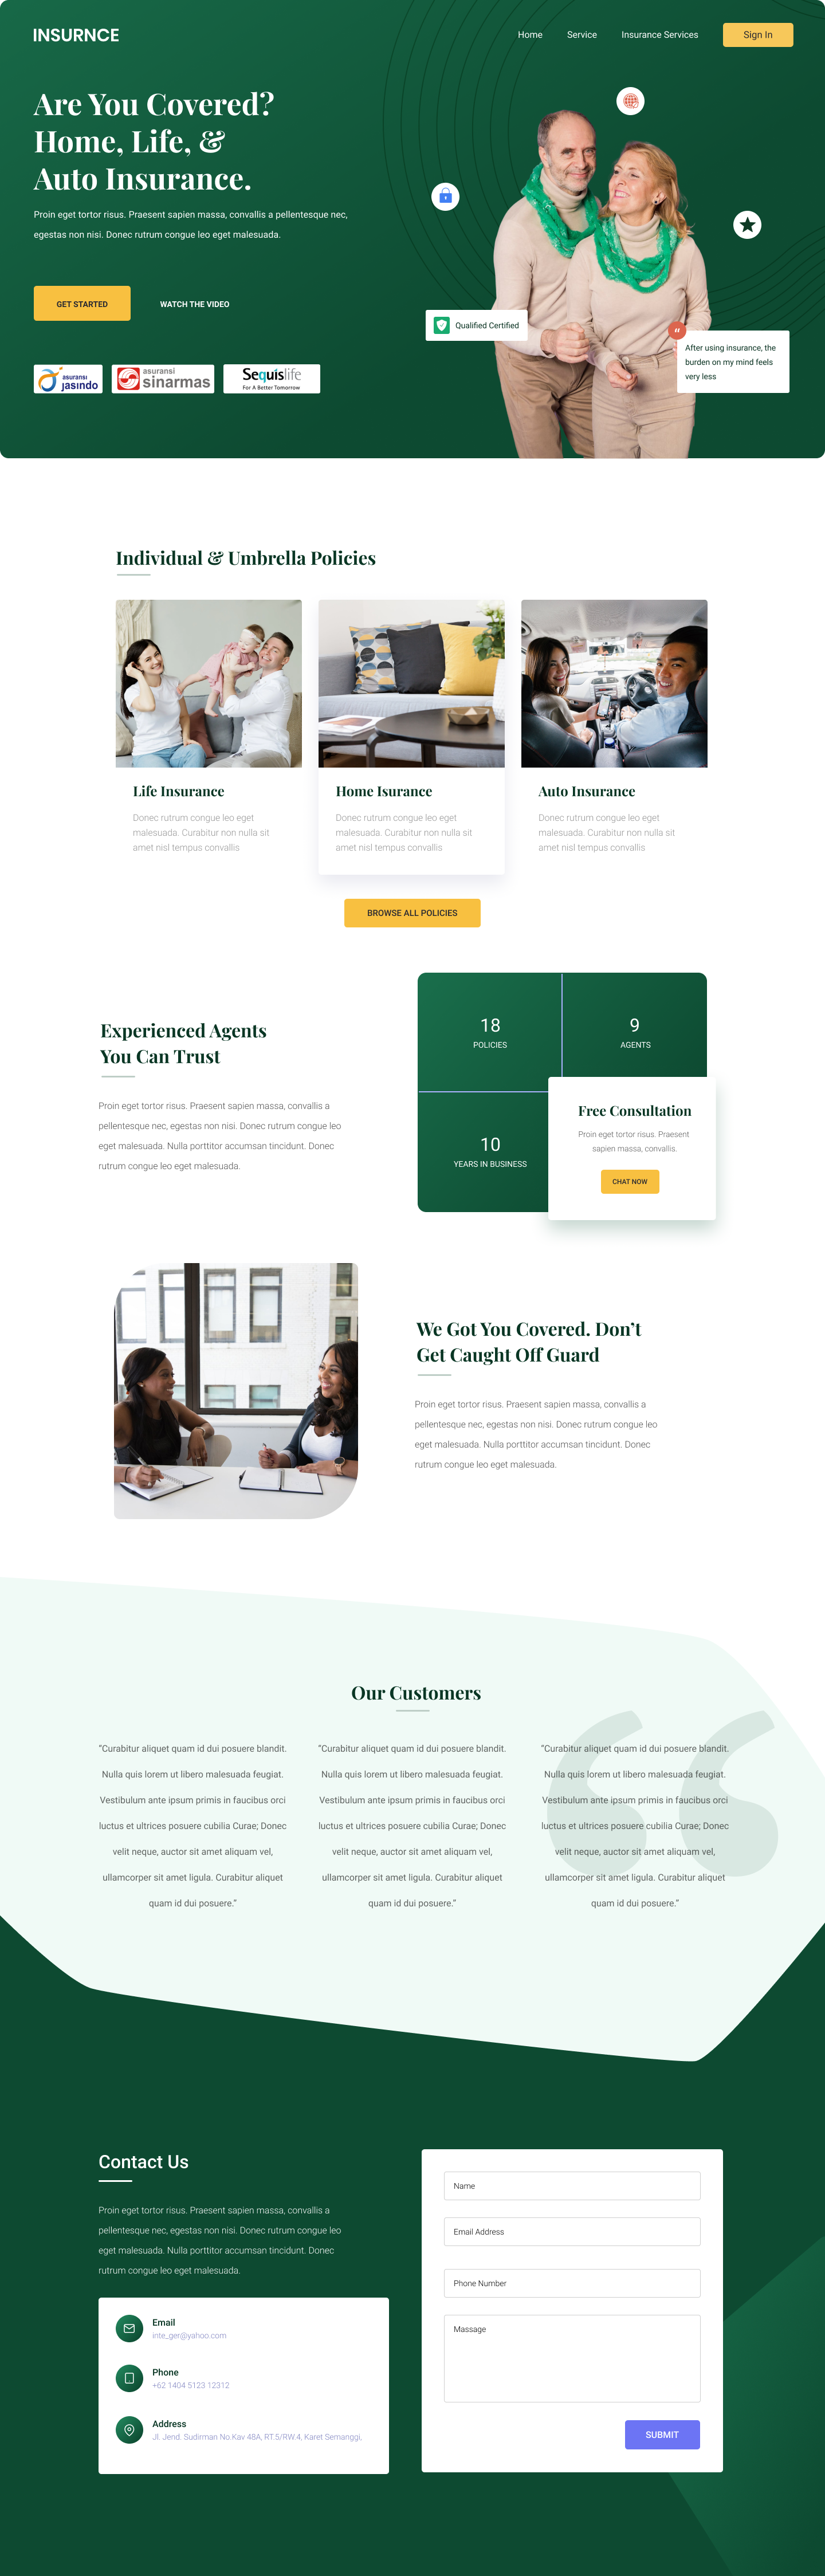 INSURNCE
Home
Service
Insurance Services
Sign In
Are You Covered?
Home, Life, &
Auto Insurance.
Proin eget tortor risus. Praesent sapien massa, convallis a pellentesque nec,
egestas non nisi. Donec rutrum congue leo eget malesuada.
GET STARTED
WATCH THE VIDEO
asuransi
jasindo
asuransi
sinarmas
Sequislife
For A Better Tomorrow
Qualified Certified
“
After using insurance, the
burden on my mind feels
very less
Individual & Umbrella Policies
Life Insurance
Donec rutrum congue leo eget
malesuada. Curabitur non nulla sit
amet nisl tempus convallis
Home Isurance
Donec rutrum congue leo eget
malesuada. Curabitur non nulla sit
amet nisl tempus convallis
Auto Insurance
Donec rutrum congue leo eget
malesuada. Curabitur non nulla sit
amet nisl tempus convallis
BROWSE ALL POLICIES
Experienced Agents
You Can Trust
Proin eget tortor risus. Praesent sapien massa, convallis a
pellentesque nec, egestas non nisi. Donec rutrum congue leo
eget malesuada. Nulla porttitor accumsan tincidunt. Donec
rutrum congue leo eget malesuada.
18
POLICIES
9
AGENTS
10
YEARS IN BUSINESS
Free Consultation
Proin eget tortor risus. Praesent
sapien massa, convallis.
CHAT NOW
We Got You Covered. Don’t
Get Caught Off Guard
Proin eget tortor risus. Praesent sapien massa, convallis a
pellentesque nec, egestas non nisi. Donec rutrum congue leo
eget malesuada. Nulla porttitor accumsan tincidunt. Donec
rutrum congue leo eget malesuada.
Our Customers
“Curabitur aliquet quam id dui posuere blandit.
Nulla quis lorem ut libero malesuada feugiat.
Vestibulum ante ipsum primis in faucibus orci
luctus et ultrices posuere cubilia Curae; Donec
velit neque, auctor sit amet aliquam vel,
ullamcorper sit amet ligula. Curabitur aliquet
quam id dui posuere.”
“Curabitur aliquet quam id dui posuere blandit.
Nulla quis lorem ut libero malesuada feugiat.
Vestibulum ante ipsum primis in faucibus orci
luctus et ultrices posuere cubilia Curae; Donec
velit neque, auctor sit amet aliquam vel,
ullamcorper sit amet ligula. Curabitur aliquet
quam id dui posuere.”
“Curabitur aliquet quam id dui posuere blandit.
Nulla quis lorem ut libero malesuada feugiat.
Vestibulum ante ipsum primis in faucibus orci
luctus et ultrices posuere cubilia Curae; Donec
velit neque, auctor sit amet aliquam vel,
ullamcorper sit amet ligula. Curabitur aliquet
quam id dui posuere.”
Contact Us
Proin eget tortor risus. Praesent sapien massa, convallis a
pellentesque nec, egestas non nisi. Donec rutrum congue leo
eget malesuada. Nulla porttitor accumsan tincidunt. Donec
rutrum congue leo eget malesuada.
Email
inte_ger@yahoo.com
Phone
+62 1404 5123 12312
Address
Jl. Jend. Sudirman No.Kav 48A, RT.5/RW.4, Karet Semanggi,
Name
Email Address
Phone Number
Massage
SUBMIT